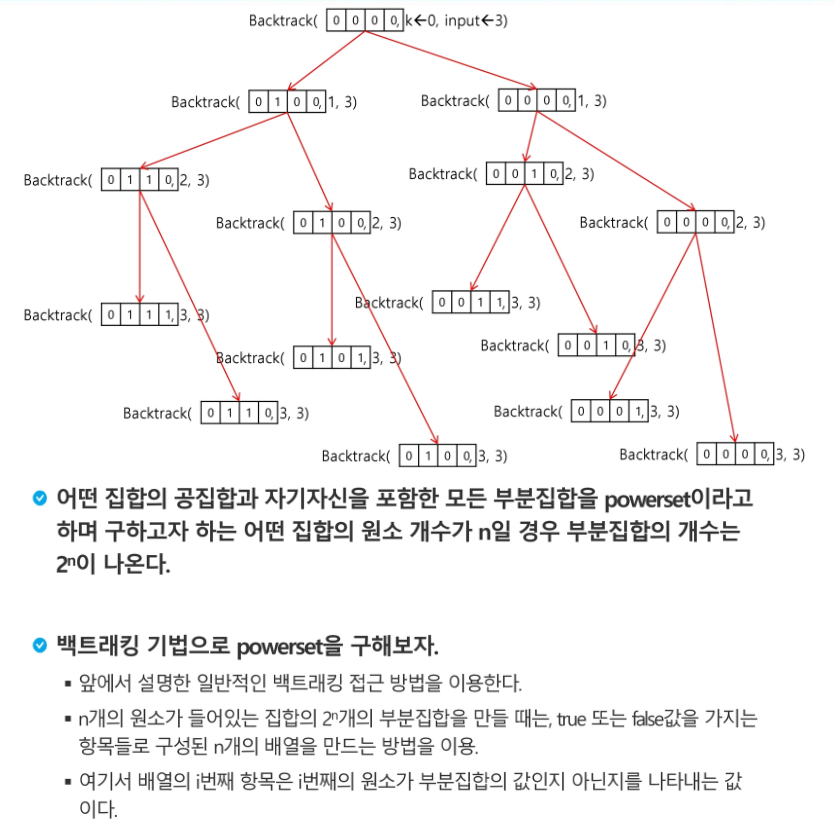 Backtrack( 0 0 0 0, k←0, input←3)
Backtrack( 0 1 0 0, 1, 3)
Backtrack( 0 0 0 0, 1, 3)
Backtrack( 0 1 1 0, 2, 3)
Backtrack( 0 0 1 0, 2, 3)
Backtrack( 0 1 0 0, 2, 3)
Backtrack( 0 0 0 0, 2, 3)
Backtrack( 0 1 1 1, 3, 3)
Backtrack( 0 0 1 1, 3, 3)
Backtrack( 0 1 0 1, 3, 3)
Backtrack( 0 0 1 0, 3, 3)
Backtrack( 0 1 1 0, 3, 3)
Backtrack( 0 0 0 1, 3, 3)
Backtrack( 0 1 0 0, 3, 3)
Backtrack( 0 0 0 0, 3, 3)
어떤 집합의 공집합과 자기자신을 포함한 모든 부분집합을 powerset이라고
하며 구하고자 하는 어떤 집합의 원소 개수가 n일 경우 부분집합의 개수는
2ⁿ이 나온다.
백트래킹 기법으로 powerset을 구해보자.
▪ 앞에서 설명한 일반적인 백트래킹 접근 방법을 이용한다.
▪ n개의 원소가 들어있는 집합의 2ⁿ개의 부분집합을 만들 때는, true 또는 false값을 가지는
항목들로 구성된 n개의 배열을 만드는 방법을 이용.
▪ 여기서 배열의 i번째 항목은 i번째의 원소가 부분집합의 값인지 아닌지를 나타내는 값
이다.